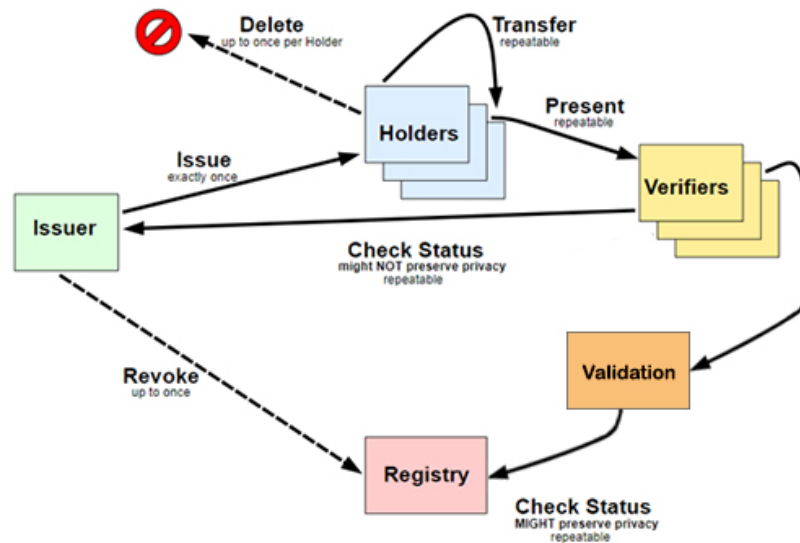 Delete
up to once per Holder
Transfer
repeatable
Holders
Present
repeatable
Issue
exactly once
Verifiers
Issuer
Check Status
might NOT preserve privacy
repeatable
Validation
Revoke
up to once
Registry
Check Status
MIGHT preserve privacy
repeatable